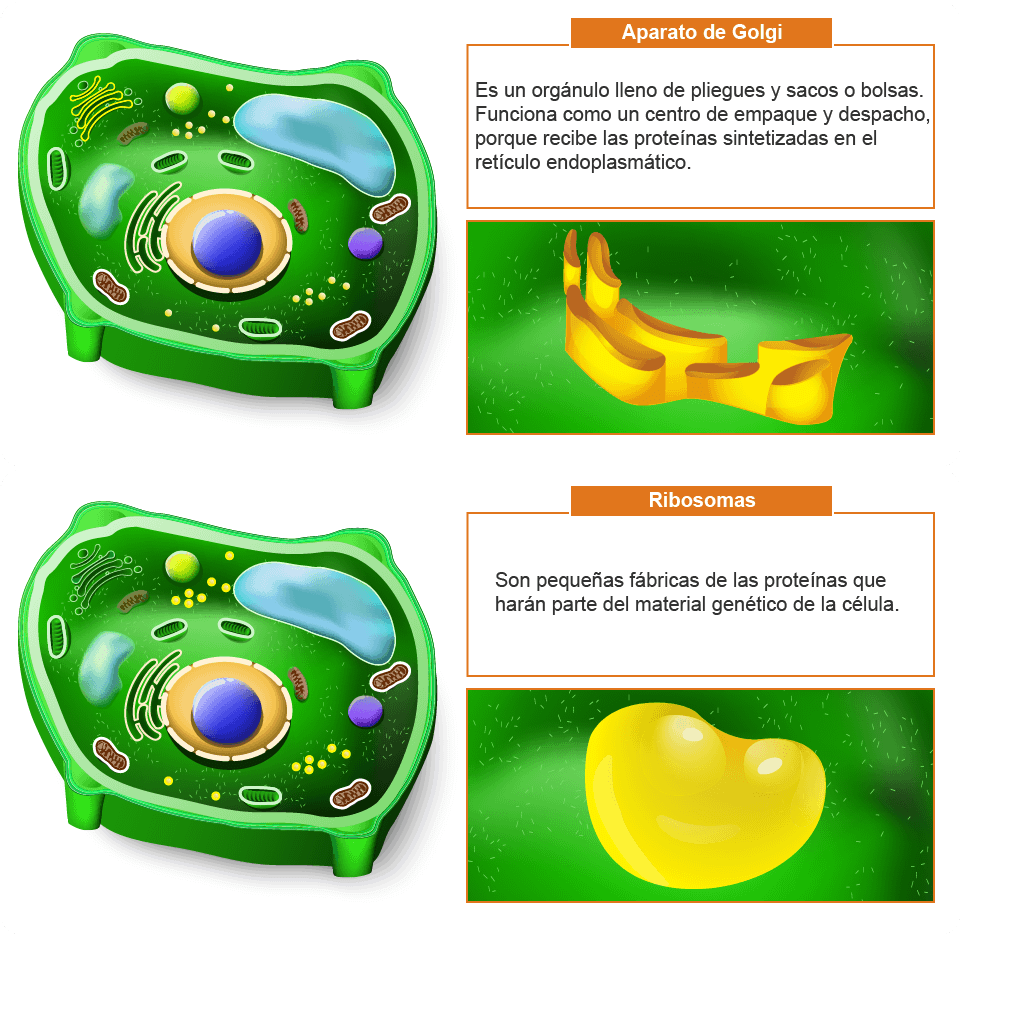 Aparato de Golgi
Es un orgánulo lleno de pliegues y sacos o bolsas.
Funciona como un centro de empaque y despacho,
porque recibe las proteínas sintetizadas en el
retículo endoplasmático.
Ribosomas
Son pequeñas fábricas de las proteínas que
harán parte del material genético de la célula.